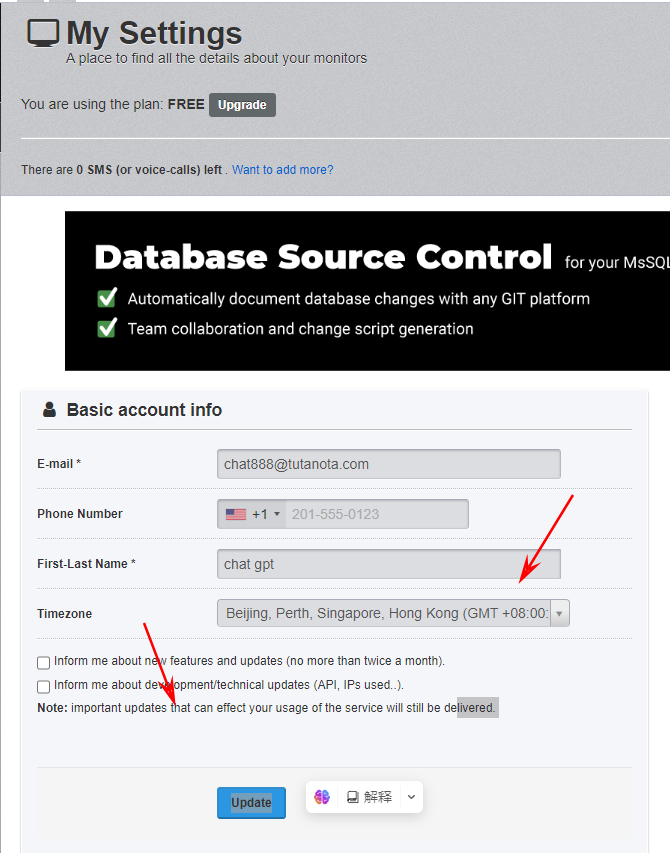 My Settings
A place to find all the details about your monitors
You are using the plan: FREE Upgrade
There are 0 SMS (or voice-calls) left . Want to add more?
Database Source Control for your MsSQL
Automatically document database changes with any GIT platform
Team collaboration and change script generation
Basic account info
E-mail * chat888@tutanota.com
Phone Number +1 201-555-0123
First-Last Name * chat gpt
Timezone Beijing, Perth, Singapore, Hong Kong (GMT +08:00:
Inform me about new features and updates (no more than twice a month).
Inform me about development/technical updates (API, IPs used..).
Note: important updates that can effect your usage of the service will still be delivered.
Update 解释